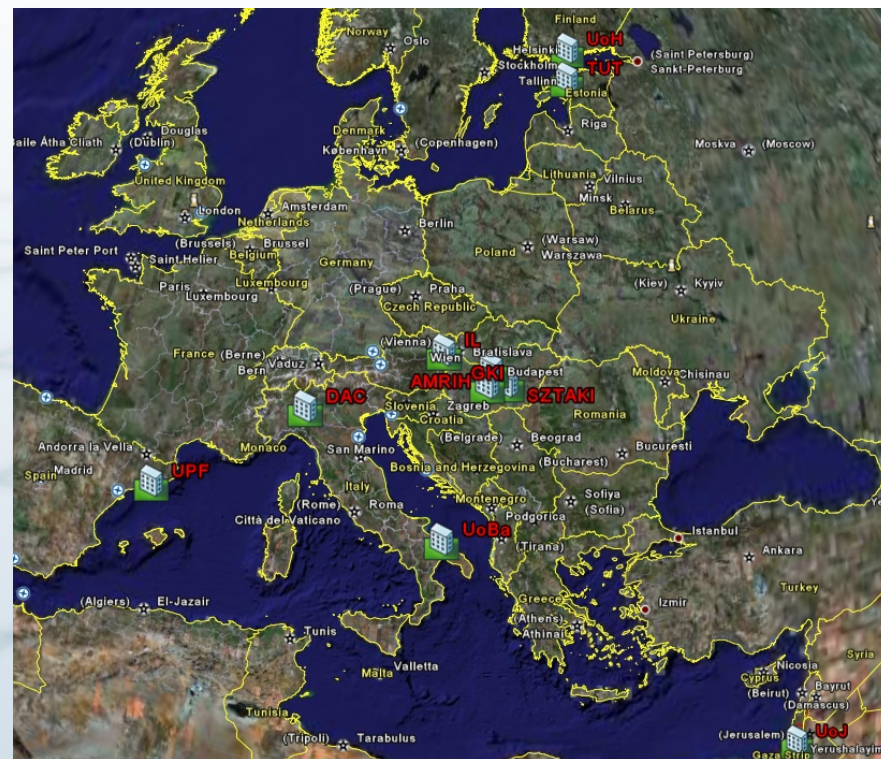 Finland
UoH
Norway
Oslo
Helsinki
(Saint Petersburg)
Stockholm
TUT
Sankt-Peterburg
Tallinn
Estonia
Riga
Douglas
Denmark
Baile Átha Cliath
(Dublin)
København
(Copenhagen)
Moskva
(Moscow)
Lithuania
Vilnius
United Kingdom
Minsk
Belarus
London
Amsterdam
Netherlands
Berlin
(Brussels)
Brussel
(Warsaw)
Saint Peter Port
Belgium
Poland
Warszawa
Saint Helier
Germany
Luxembourg
(Kiev)
Kyyiv
Paris
(Prague)
Praha
Luxembourg
Czech Republic
Ukraine
(Vienna)
IL
Wien
Bratislava
France
(Berne)
Vaduz
Bern
GKI
Budapest
Moldova
Chisinau
AMRIH
DAC
SZTAKI
Slovenia
Zagreb
Croatia
Romania
Andorra la Vella
Monaco
San Marino
(Belgrade)
Beograd
Bucuresti
Spain
Madrid
UPF
Bosnia and Herzegovina
(Bucharest)
Italy
(Rome)
Roma
Montenegro
Sofiya
Città del Vaticano
Podgorica
(Sofia)
UoBa
Istanbul
(Tirana)
Ankara
Turkey
(Algiers)
El-Jazair
Greece
Izmir
(Athens)
Athinai
Tunis
Valletta
Malta
Nicosia
Syria
Cyprus
Tunisia
(Beirut)
Bayrut
(Damascus)
(Tripoli)
Tarabulus
(Jerusalem)
UoJ
Yerushalayim
Gaza Strip